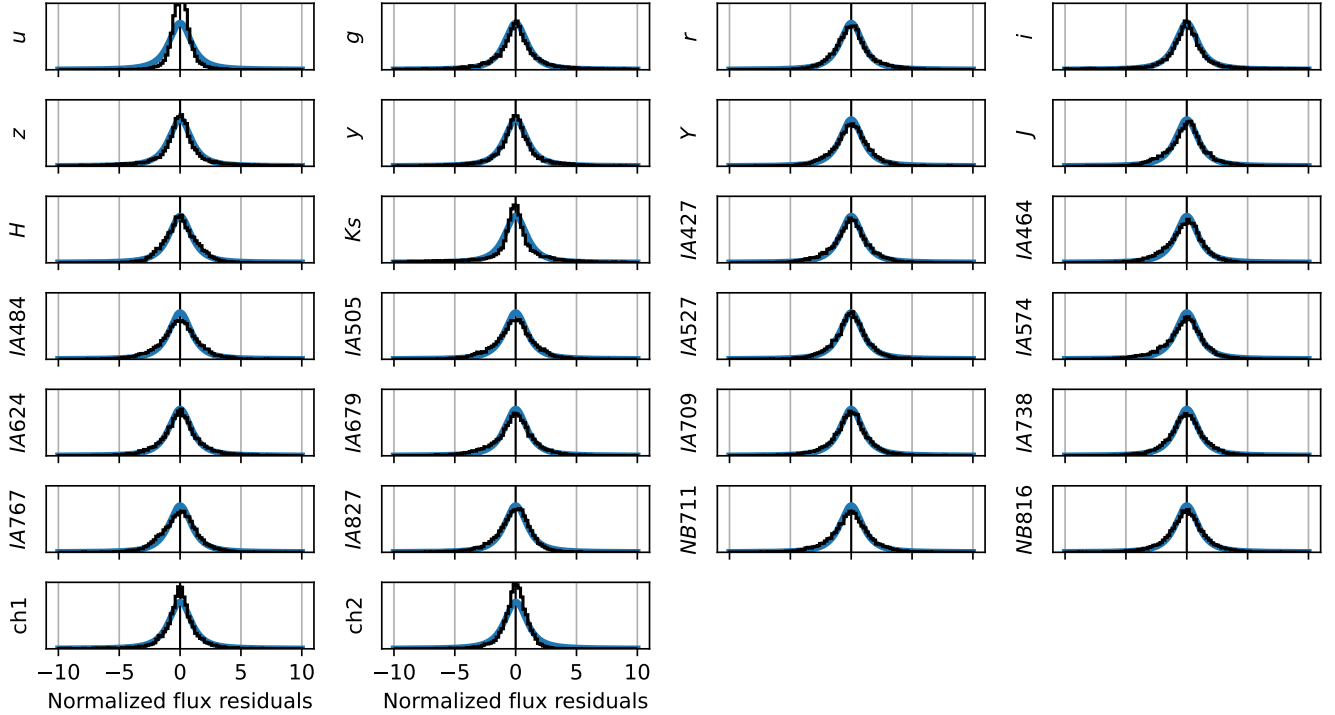 u g r i
z y Y J
H Ks IA427 IA464
IA484 IA505 IA527 IA574
IA624 IA679 IA709 IA738
IA767 IA827 NB711 NB816
ch1 ch2
−10 −5 0 5 10 −10 −5 0 5 10
Normalized flux residuals Normalized flux residuals